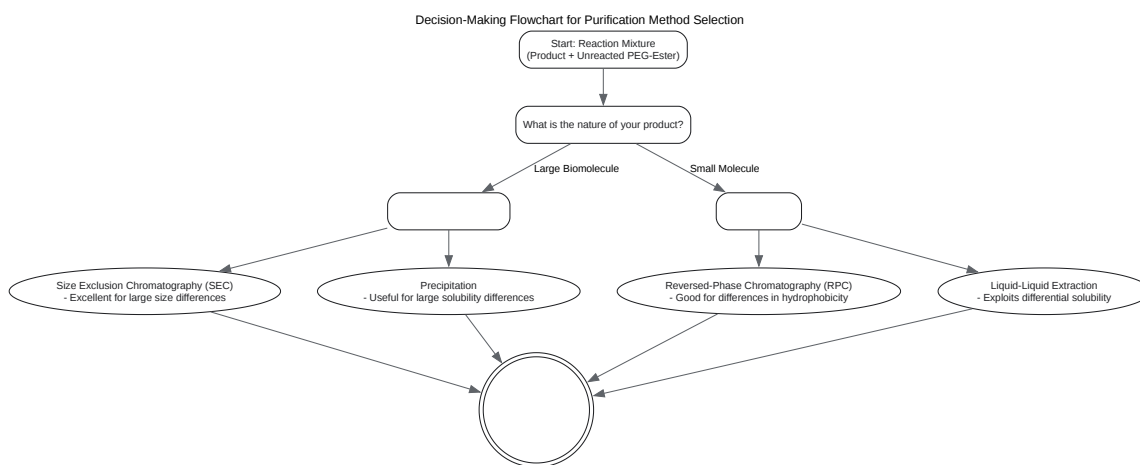 Decision-Making Flowchart for Purification Method Selection
Start: Reaction Mixture
(Product + Unreacted PEG-Ester)
What is the nature of your product?
Large Biomolecule
Small Molecule
Size Exclusion Chromatography (SEC)
- Excellent for large size differences
Precipitation
- Useful for large solubility differences
Reversed-Phase Chromatography (RPC)
- Good for differences in hydrophobicity
Liquid-Liquid Extraction
- Exploits differential solubility